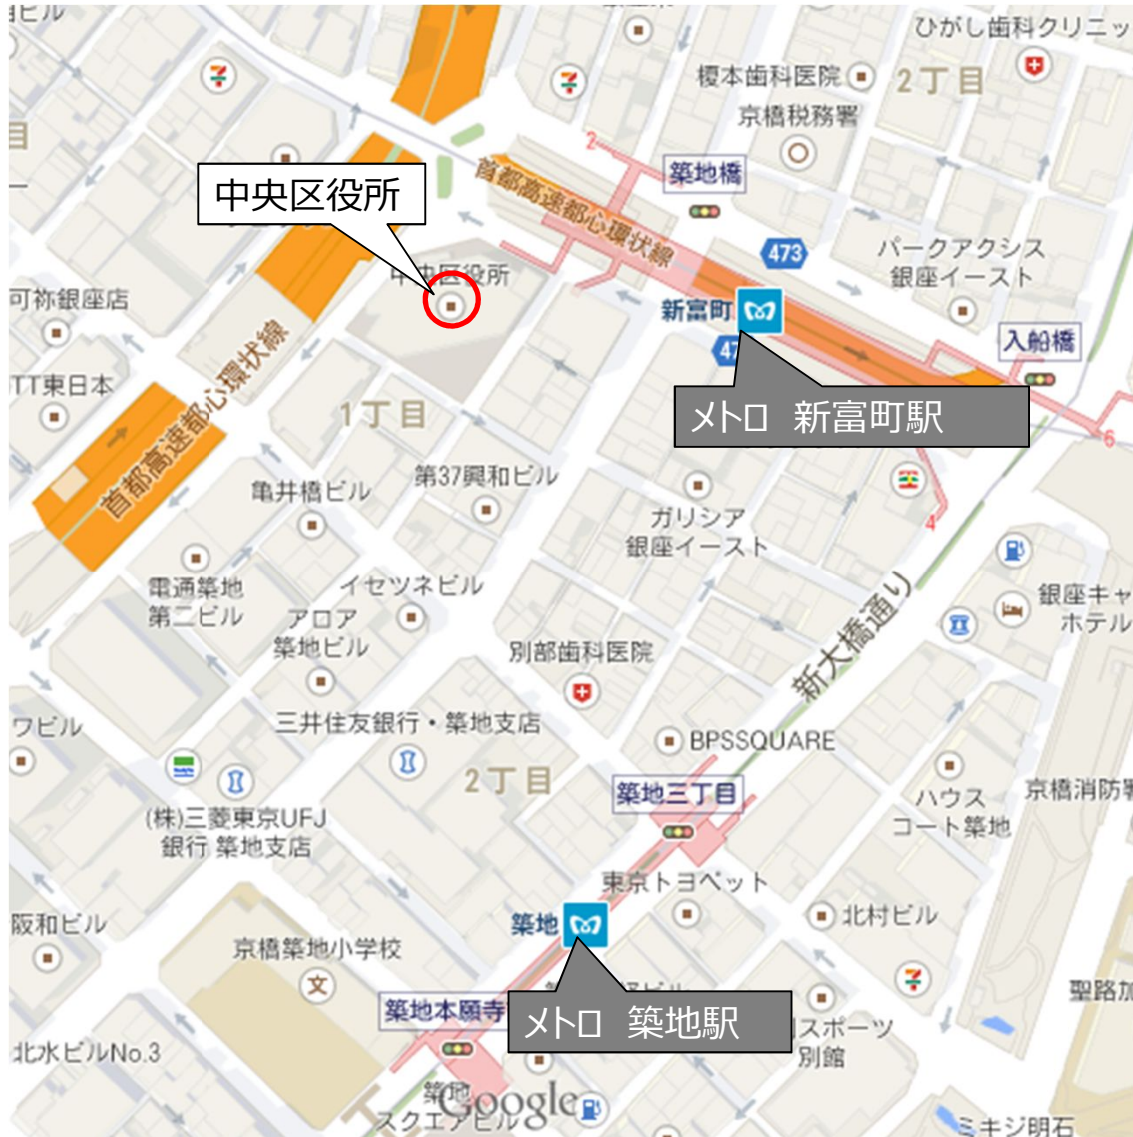 ひがし歯科クリニッ
榎本歯科医院
2丁目
京橋税務署
2
築地橋
首都高速都心環状線
中央区役所
473
パークアクシス
銀座イースト
中央区役所
可祢銀座店
新富町
入船橋
TT東日本
メトロ 新富町駅
1丁目
6
首都高速都心環状線
第37興和ビル
亀井橋ビル
ガリシア
銀座イースト
4
電通築地
第二ビル
イセツネビル
アロア
築地ビル
銀座キャ
ホテル
新大橋通り
別部歯科医院
ワビル
三井住友銀行・築地支店
BPSSQUARE
2丁目
築地三丁目
ハウス
コート築地
京橋消防署
(株)三菱東京UFJ
銀行 築地支店
東京トヨペット
阪和ビル
築地
北村ビル
京橋築地小学校
文
築地本願寺
メトロ 築地駅
聖路加
スポーツ
別館
北水ビルNo.3
築地
スクエアビル
Google
ミキジ明石